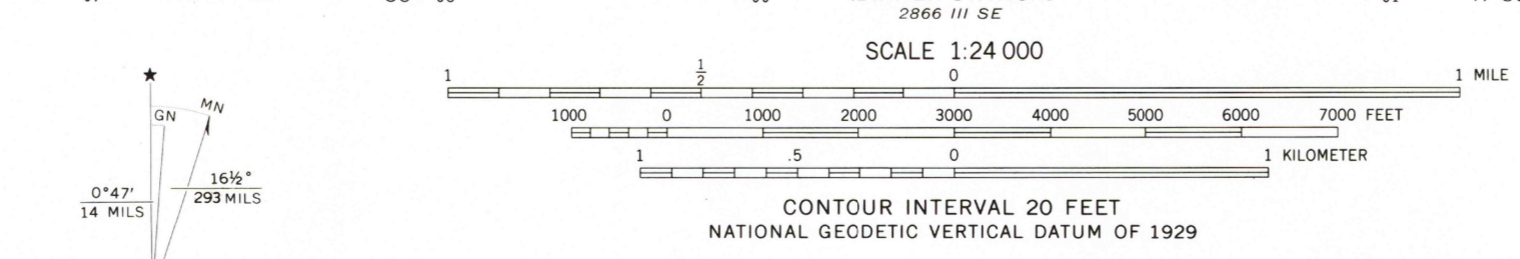 2866 III SE
SCALE 1:24 000
1 1/2 0 1 MILE
1000 0 1000 2000 3000 4000 5000 6000 7000 FEET
1 .5 0 1 KILOMETER
CONTOUR INTERVAL 20 FEET
NATIONAL GEODETIC VERTICAL DATUM OF 1929
★
MN
GN
16½°
293 MILS
0°47'
14 MILS